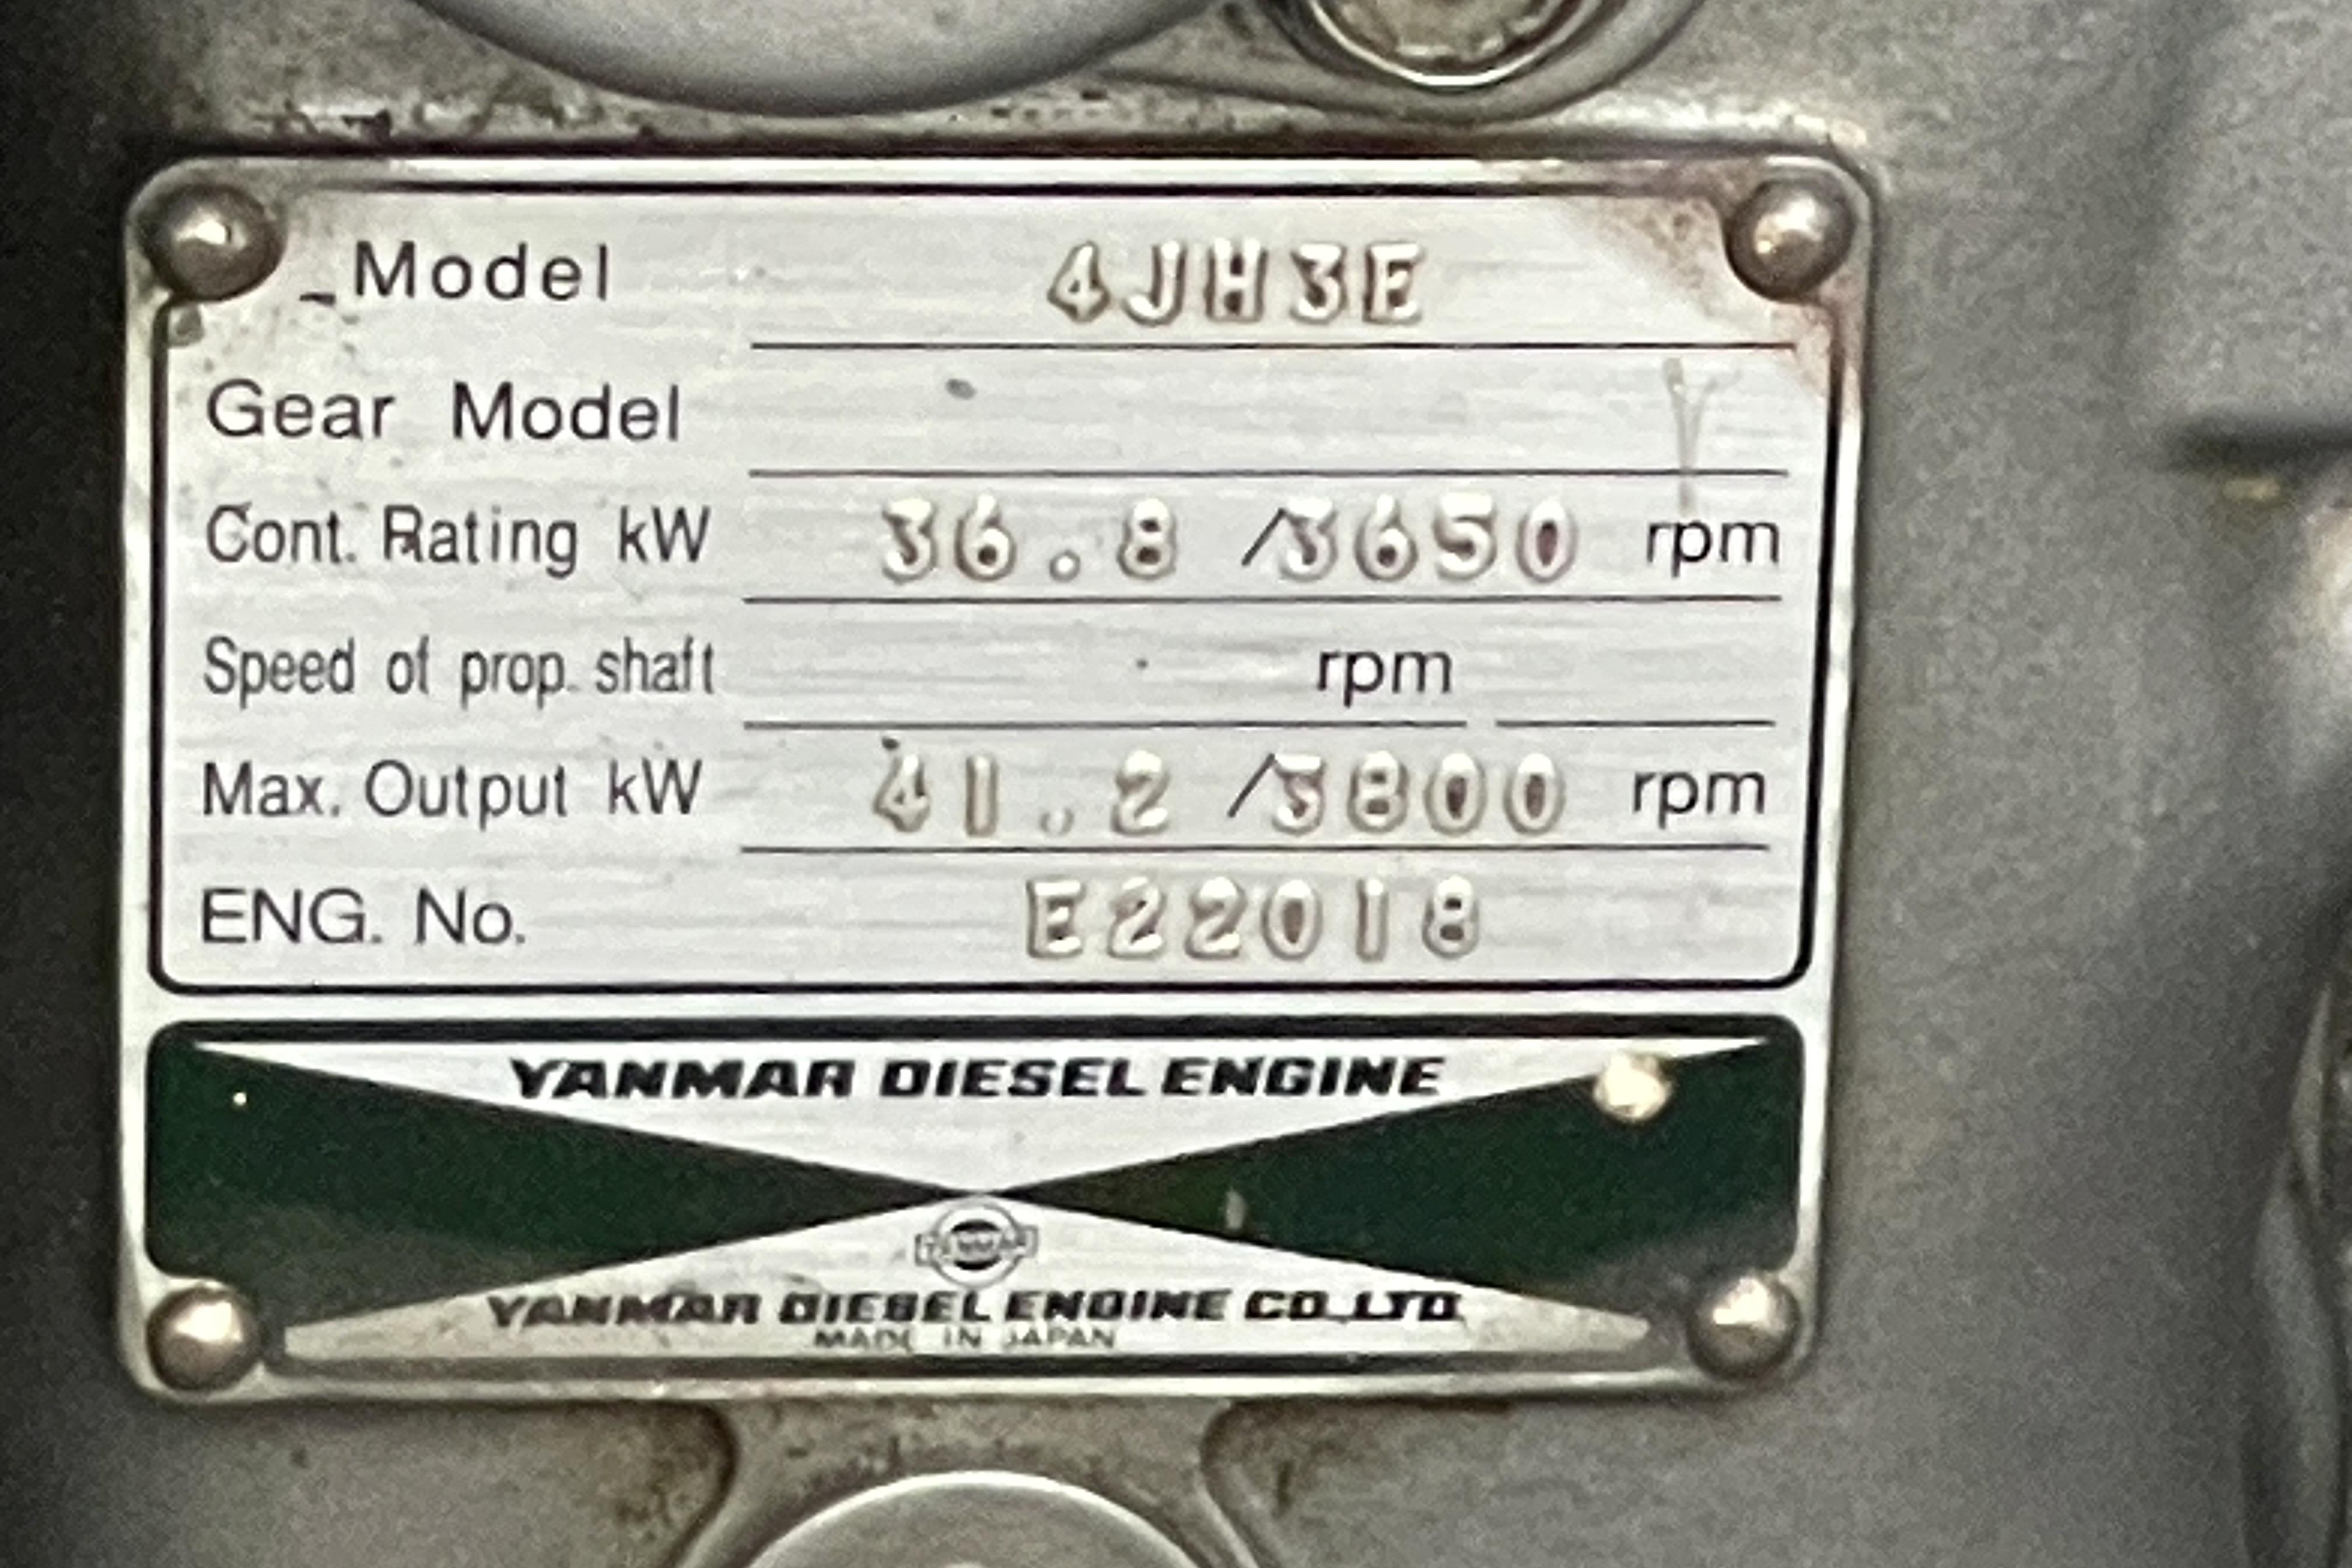 Model 4JH3E
Gear Model
Cont. Rating kW 36.8 /3650 rpm
Speed of prop. shaft rpm
Max. Output kW 41.2 /3800 rpm
ENG. No. E22018
YANMAR DIESEL ENGINE
YANMAR
YANMAR DIESEL ENGINE CO.,LTD.
MADE IN JAPAN